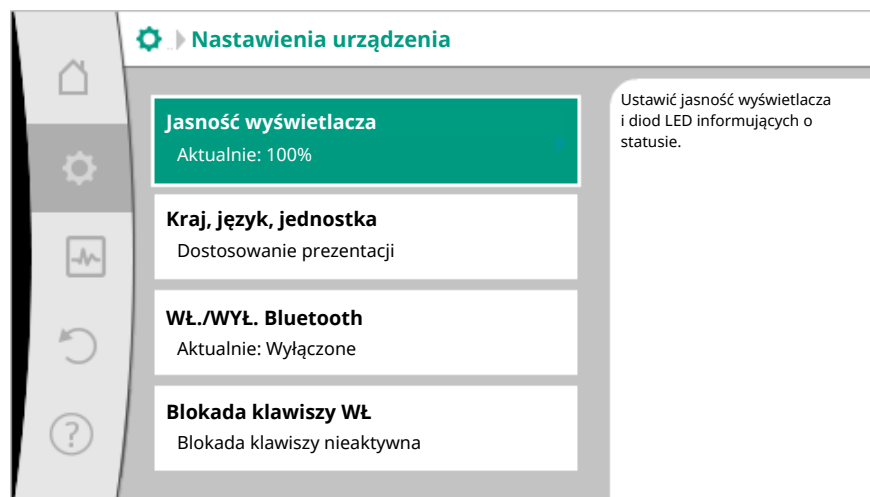 Nastawienia urządzenia
Jasność wyświetlacza
Aktualnie: 100%
Kraj, język, jednostka
Dostosowanie prezentacji
WŁ./WYŁ. Bluetooth
Aktualnie: Wyłączone
Blokada klawiszy WŁ
Blokada klawiszy nieaktywna
Ustawić jasność wyświetlacza
i diod LED informujących o
statusie.